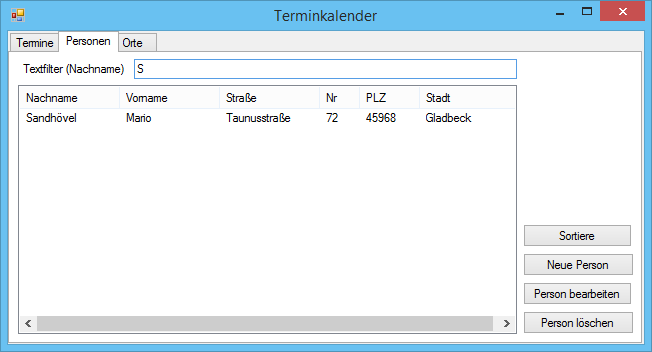 Terminkalender
Termine Personen Orte
Textfilter (Nachname) S
Nachname Vorname Straße Nr PLZ Stadt
Sandhövel Mario Taunusstraße 72 45968 Gladbeck
Sortiere
Neue Person
Person bearbeiten
Person löschen